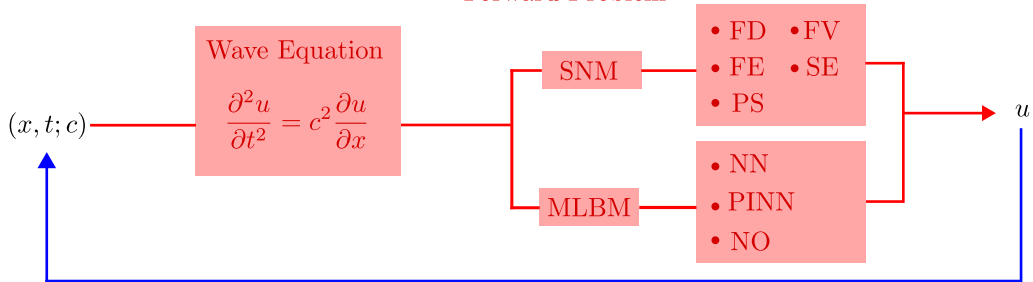 Wave Equation
∂²u/∂t² = c² ∂u/∂x
(x, t; c)
SNM
• FD • FV
• FE • SE
• PS
MLBM
• NN
• PINN
• NO
u